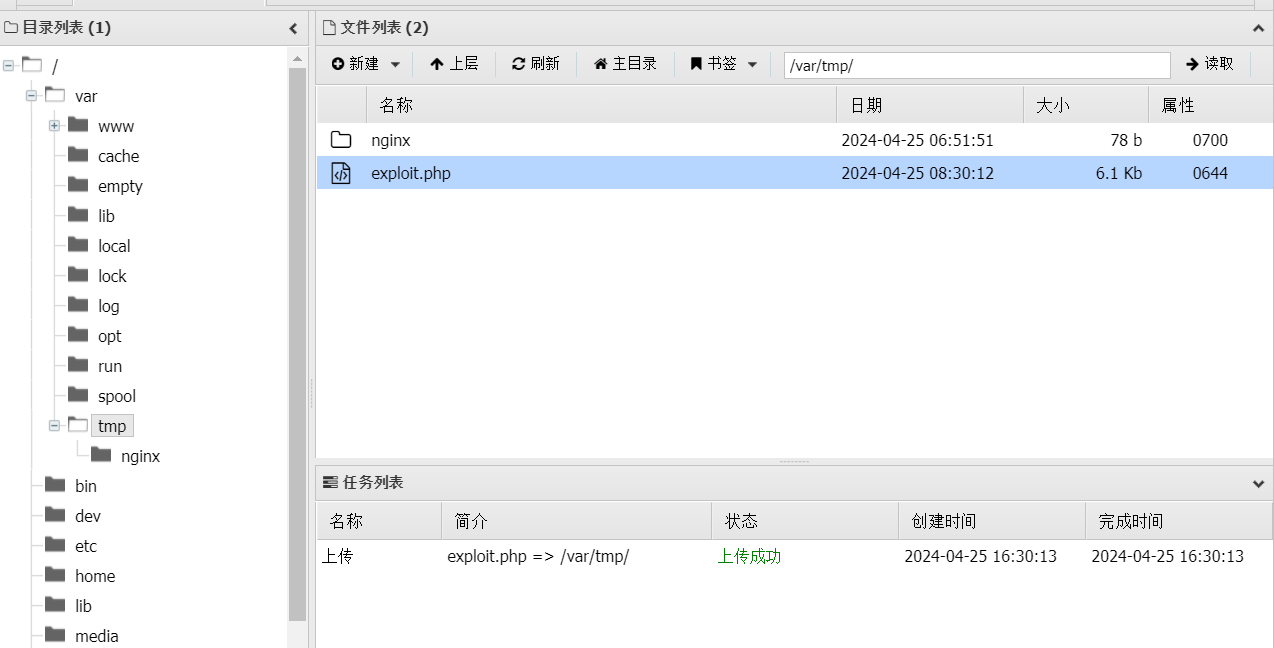 目录列表 (1)
/
var
www
cache
empty
lib
local
lock
log
opt
run
spool
tmp
nginx
bin
dev
etc
home
lib
media
文件列表 (2)
新建 上层 刷新 主目录 书签 /var/tmp/ 读取
名称 日期 大小 属性
nginx 2024-04-25 06:51:51 78 b 0700
exploit.php 2024-04-25 08:30:12 6.1 Kb 0644
任务列表
名称 简介 状态 创建时间 完成时间
上传 exploit.php => /var/tmp/ 上传成功 2024-04-25 16:30:13 2024-04-25 16:30:13